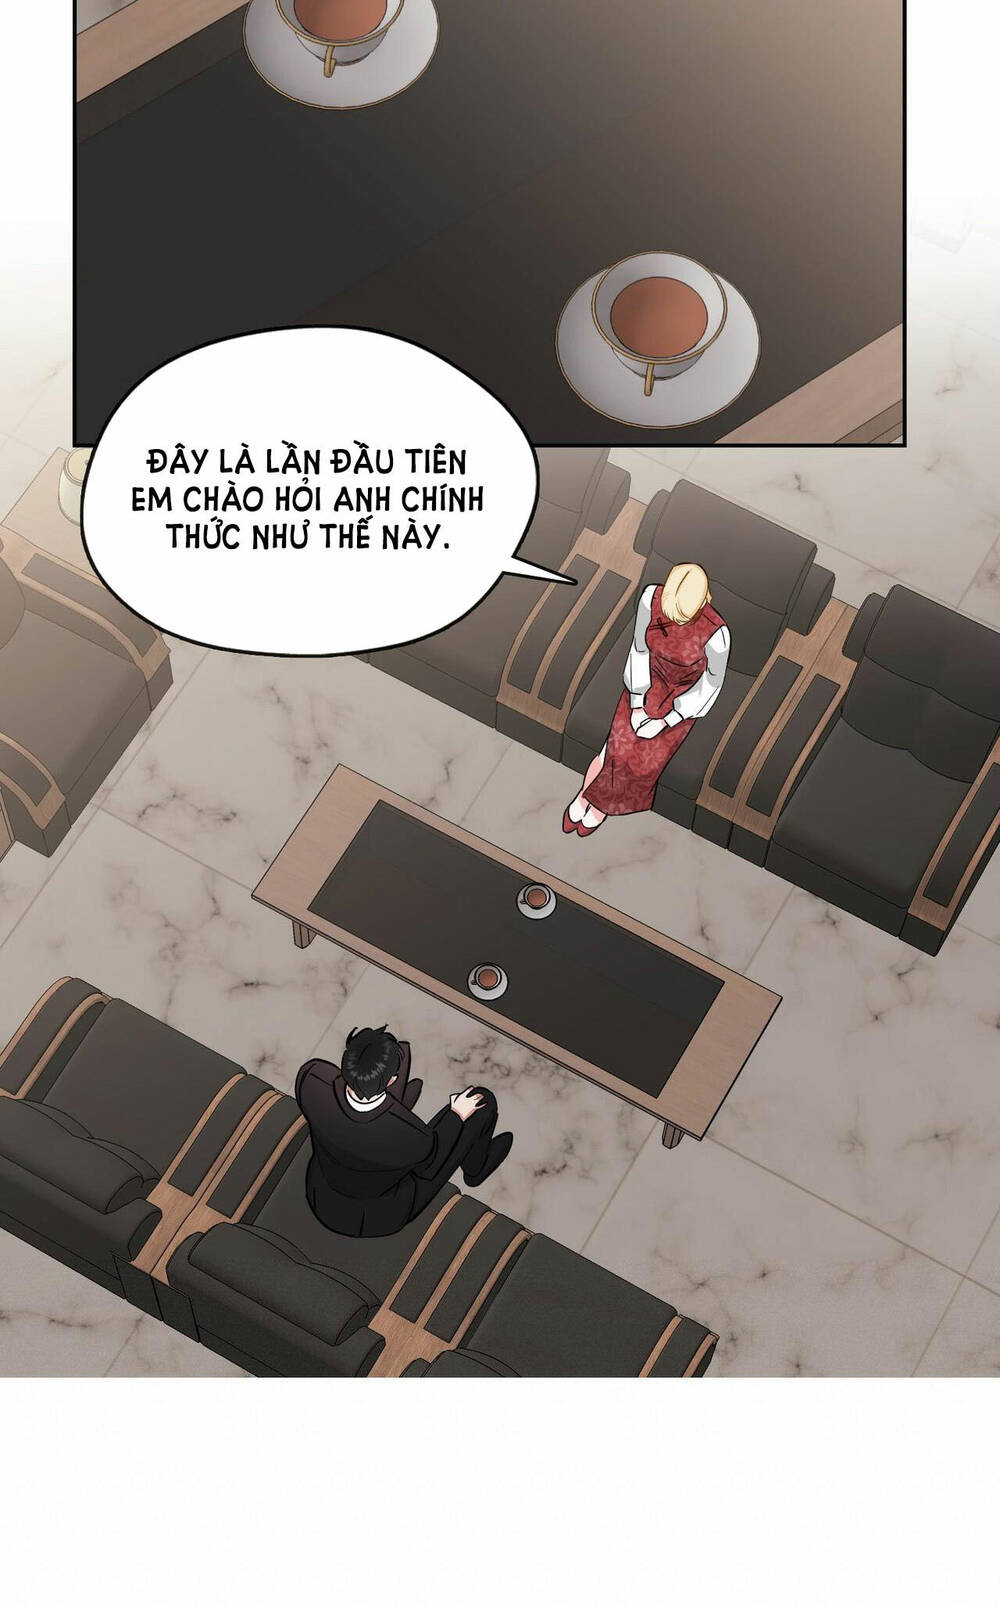 ĐÂY LÀ LẦN ĐẦU TIÊN
EM CHÀO HỎI ANH CHÍNH
THỨC NHƯ THẾ NÀY.